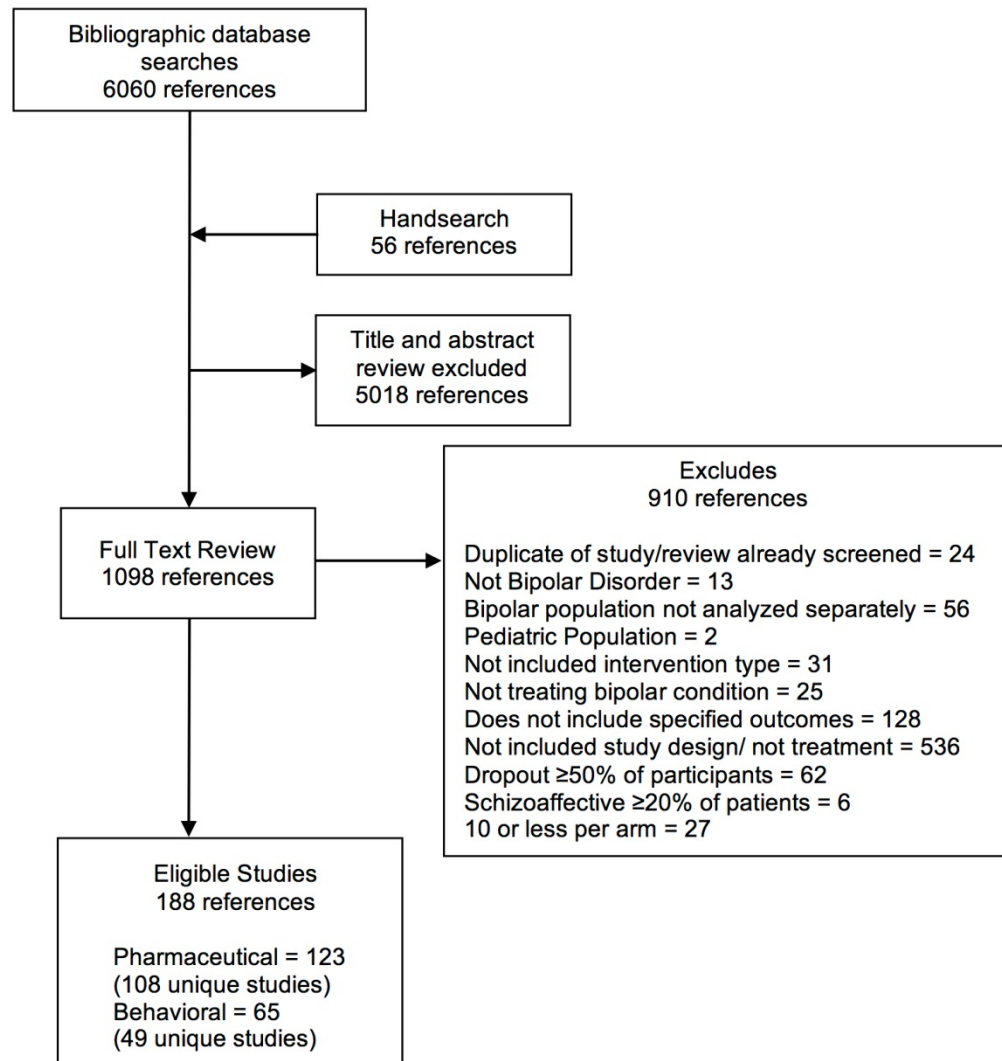 Bibliographic database
searches
6060 references
Handsearch
56 references
Title and abstract
review excluded
5018 references
Full Text Review
1098 references
Excludes
910 references
Duplicate of study/review already screened = 24
Not Bipolar Disorder = 13
Bipolar population not analyzed separately = 56
Pediatric Population = 2
Not included intervention type = 31
Not treating bipolar condition = 25
Does not include specified outcomes = 128
Not included study design/ not treatment = 536
Dropout ≥50% of participants = 62
Schizoaffective ≥20% of patients = 6
10 or less per arm = 27
Eligible Studies
188 references
Pharmaceutical = 123
(108 unique studies)
Behavioral = 65
(49 unique studies)